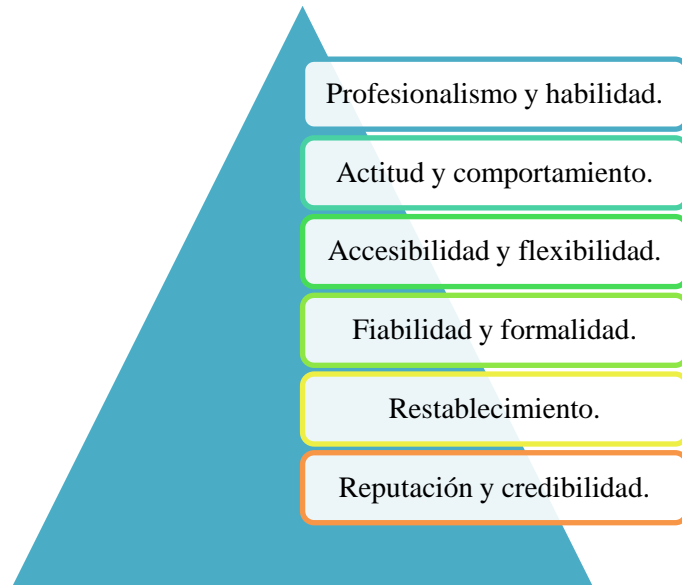 Profesionalismo y habilidad.
Actitud y comportamiento.
Accesibilidad y flexibilidad.
Fiabilidad y formalidad.
Restablecimiento.
Reputación y credibilidad.